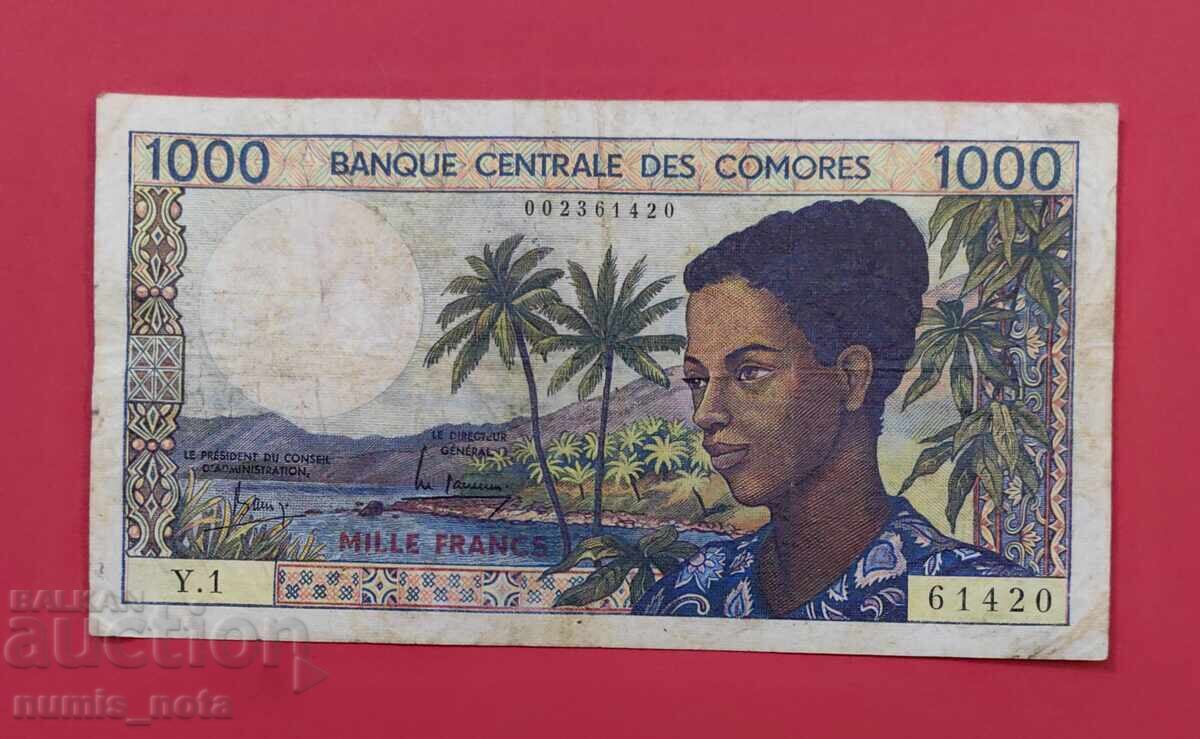 1000 BANQUE CENTRALE DES COMORES 1000
002361420
LE DIRECTEUR
GÉNÉRAL
LE PRÉSIDENT DU CONSEIL
D'ADMINISTRATION,
MILLE FRANCS
Y.1
61420
BALKAN
auction
numis_nota